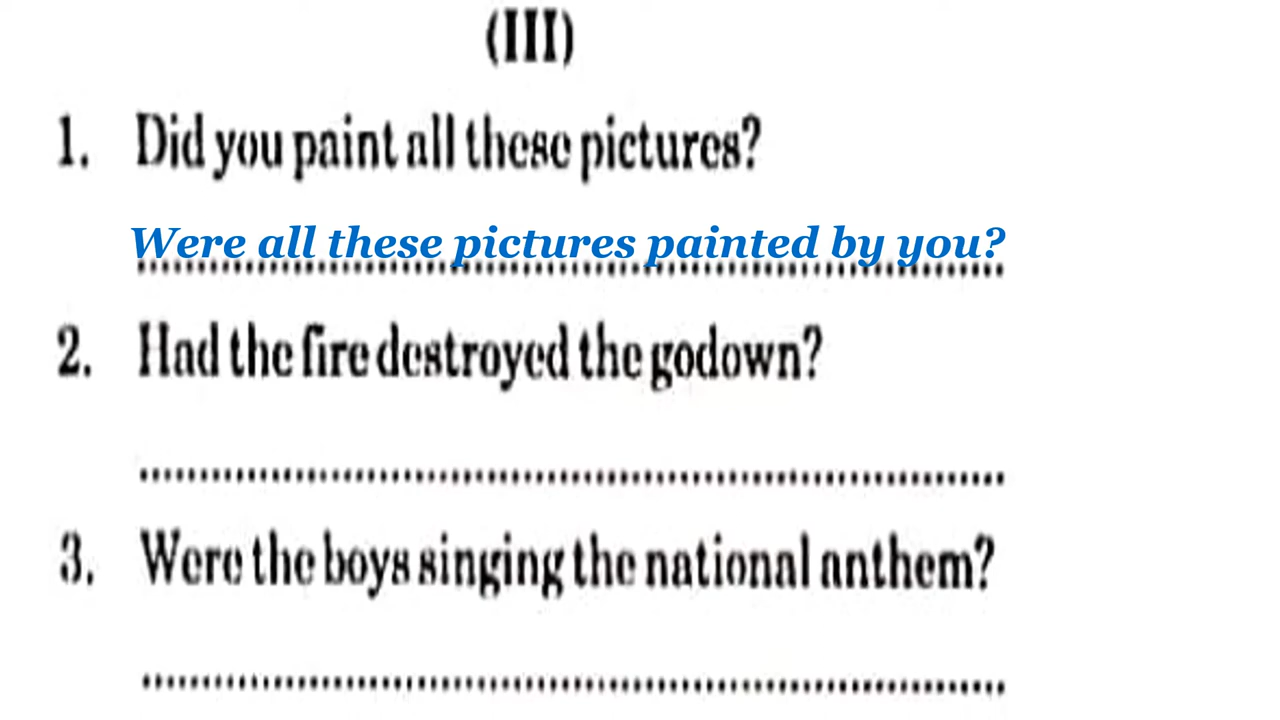 (III)
1. Did you paint all these pictures?
Were all these pictures painted by you?
2. Had the fire destroyed the godown?
3. Were the boys singing the national anthem?